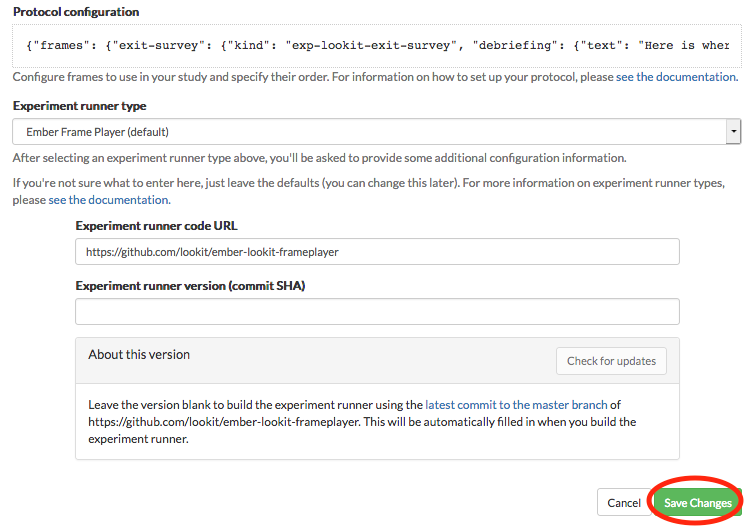 Protocol configuration
{"frames": {"exit-survey": {"kind": "exp-lookit-exit-survey", "debriefing": {"text": "Here is wher
Configure frames to use in your study and specify their order. For information on how to set up your protocol, please see the documentation.
Experiment runner type
Ember Frame Player (default)
After selecting an experiment runner type above, you'll be asked to provide some additional configuration information.
If you're not sure what to enter here, just leave the defaults (you can change this later). For more information on experiment runner types,
please see the documentation.
Experiment runner code URL
https://github.com/lookit/ember-lookit-frameplayer
Experiment runner version (commit SHA)
About this version
Check for updates
Leave the version blank to build the experiment runner using the latest commit to the master branch of
https://github.com/lookit/ember-lookit-frameplayer. This will be automatically filled in when you build the
experiment runner.
Cancel
Save Changes